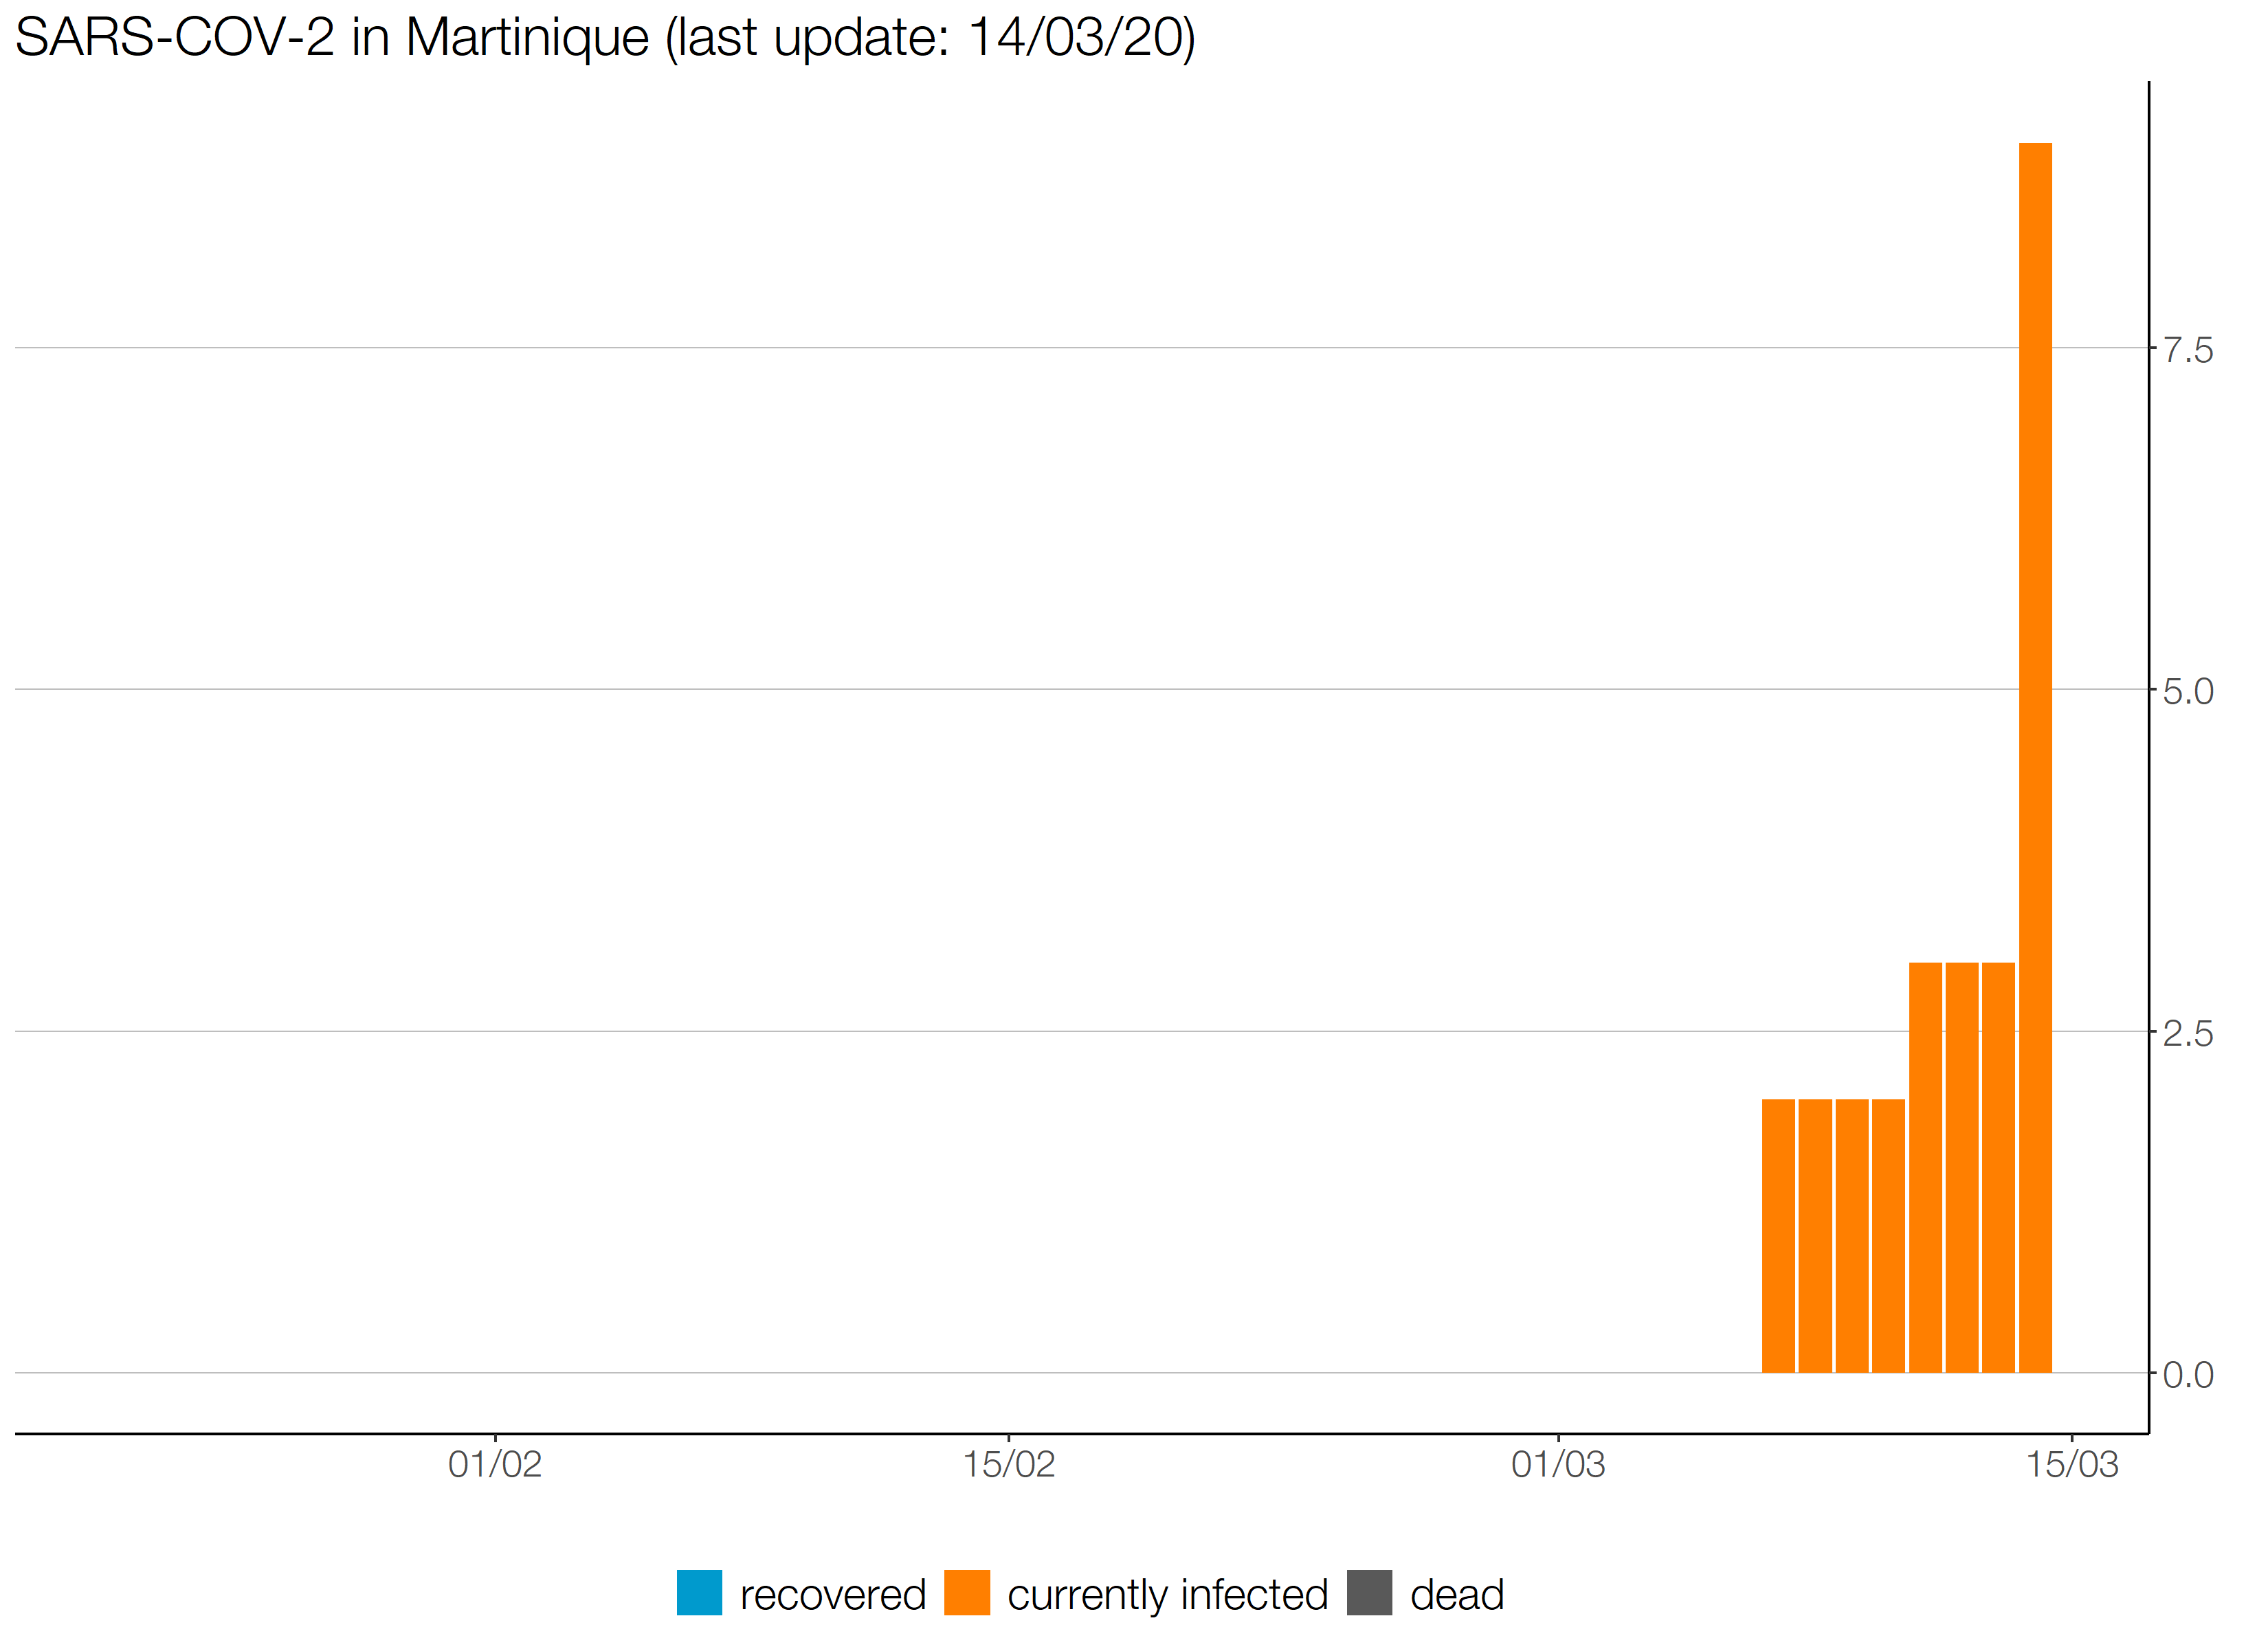 SARS-COV-2 in Martinique (last update: 14/03/20)
7.5
5.0
2.5
0.0
01/02 15/02 01/03 15/03
recovered currently infected dead